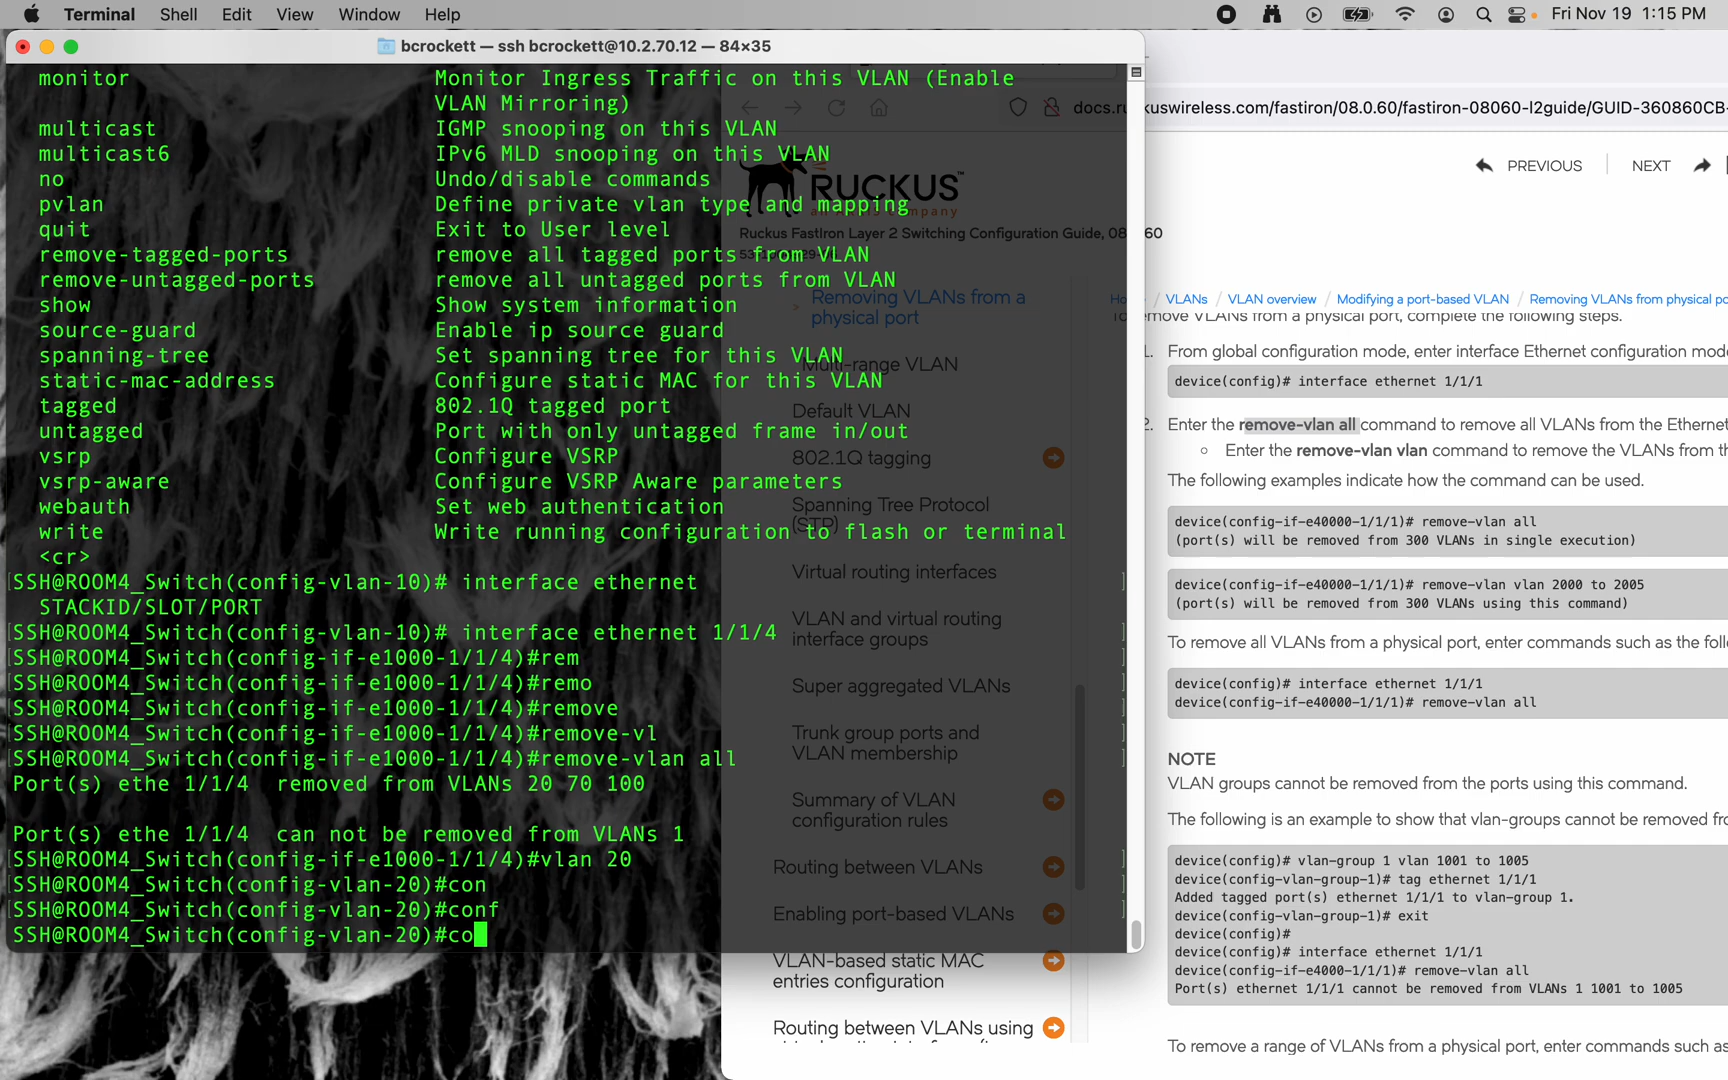 Terminal Shell Edit View Window Help Fri Nov 19 1:15 PM
bcrockett — ssh bcrockett@10.2.70.12 — 84×35
monitor Monitor Ingress Traffic on this VLAN (Enable
VLAN Mirroring)
multicast IGMP snooping on this VLAN
multicast6 IPv6 MLD snooping on this VLAN
no Undo/disable commands
pvlan Define private vlan type and mapping
quit Exit to User level
remove-tagged-ports remove all tagged ports from VLAN
remove-untagged-ports remove all untagged ports from VLAN
show Show system information
source-guard Enable ip source guard
spanning-tree Set spanning tree for this VLAN
static-mac-address Configure static MAC for this VLAN
tagged 802.1Q tagged port
untagged Port with only untagged frame in/out
vsrp Configure VSRP
vsrp-aware Configure VSRP Aware parameters
webauth Set web authentication
write Write running configuration to flash or terminal
<cr>
[SSH@ROOM4_Switch(config-vlan-10)# interface ethernet ]
STACKID/SLOT/PORT
[SSH@ROOM4_Switch(config-vlan-10)# interface ethernet 1/1/4 ]
[SSH@ROOM4_Switch(config-if-e1000-1/1/4)#rem ]
[SSH@ROOM4_Switch(config-if-e1000-1/1/4)#remo ]
[SSH@ROOM4_Switch(config-if-e1000-1/1/4)#remove ]
[SSH@ROOM4_Switch(config-if-e1000-1/1/4)#remove-vl ]
[SSH@ROOM4_Switch(config-if-e1000-1/1/4)#remove-vlan all ]
Port(s) ethe 1/1/4 removed from VLANs 20 70 100
Port(s) ethe 1/1/4 can not be removed from VLANs 1
[SSH@ROOM4_Switch(config-if-e1000-1/1/4)#vlan 20 ]
[SSH@ROOM4_Switch(config-vlan-20)#con ]
[SSH@ROOM4_Switch(config-vlan-20)#conf ]
SSH@ROOM4_Switch(config-vlan-20)#co
docs.ruckuswireless.com/fastiron/08.0.60/fastiron-08060-l2guide/GUID-360860CB-
RUCKUS™
Ruckus FastIron Layer 2 Switching Configuration Guide, 08 60
Removing VLANs from a
physical port
Multi-range VLAN
Default VLAN
802.1Q tagging
Spanning Tree Protocol
(STP)
Virtual routing interfaces
VLAN and virtual routing
interface groups
Super aggregated VLANs
Trunk group ports and
VLAN membership
Summary of VLAN
configuration rules
Routing between VLANs
Enabling port-based VLANs
VLAN-based static MAC
entries configuration
Routing between VLANs using
PREVIOUS NEXT
VLANs / VLAN overview / Modifying a port-based VLAN / Removing VLANs from physical po
To remove VLANs from a physical port, complete the following steps.
1. From global configuration mode, enter interface Ethernet configuration mod
device(config)# interface ethernet 1/1/1
2. Enter the remove-vlan all command to remove all VLANs from the Ethernet
Enter the remove-vlan vlan command to remove the VLANs from th
The following examples indicate how the command can be used.
device(config-if-e40000-1/1/1)# remove-vlan all
(port(s) will be removed from 300 VLANs in single execution)
device(config-if-e40000-1/1/1)# remove-vlan vlan 2000 to 2005
(port(s) will be removed from 300 VLANs using this command)
To remove all VLANs from a physical port, enter commands such as the foll
device(config)# interface ethernet 1/1/1
device(config-if-e40000-1/1/1)# remove-vlan all
NOTE
VLAN groups cannot be removed from the ports using this command.
The following is an example to show that vlan-groups cannot be removed fro
device(config)# vlan-group 1 vlan 1001 to 1005
device(config-vlan-group-1)# tag ethernet 1/1/1
Added tagged port(s) ethernet 1/1/1 to vlan-group 1.
device(config-vlan-group-1)# exit
device(config)#
device(config)# interface ethernet 1/1/1
device(config-if-e4000-1/1/1)# remove-vlan all
Port(s) ethernet 1/1/1 cannot be removed from VLANs 1 1001 to 1005
To remove a range of VLANs from a physical port, enter commands such as